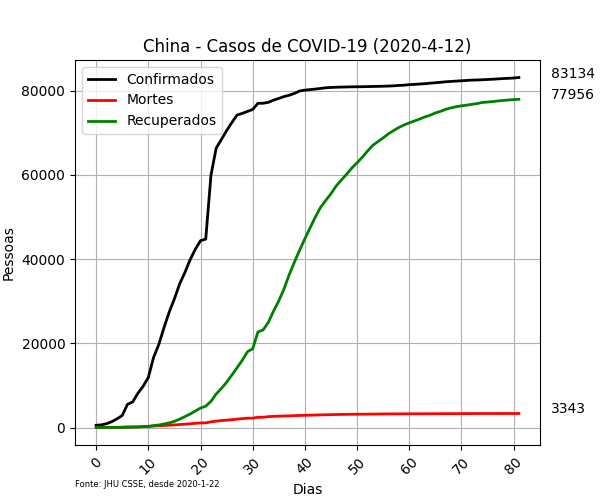 China - Casos de COVID-19 (2020-4-12)
Confirmados
Mortes
Recuperados
83134
77956
3343
Pessoas
80000
60000
40000
20000
0
0 10 20 30 40 50 60 70 80
Dias
Fonte: JHU CSSE, desde 2020-1-22